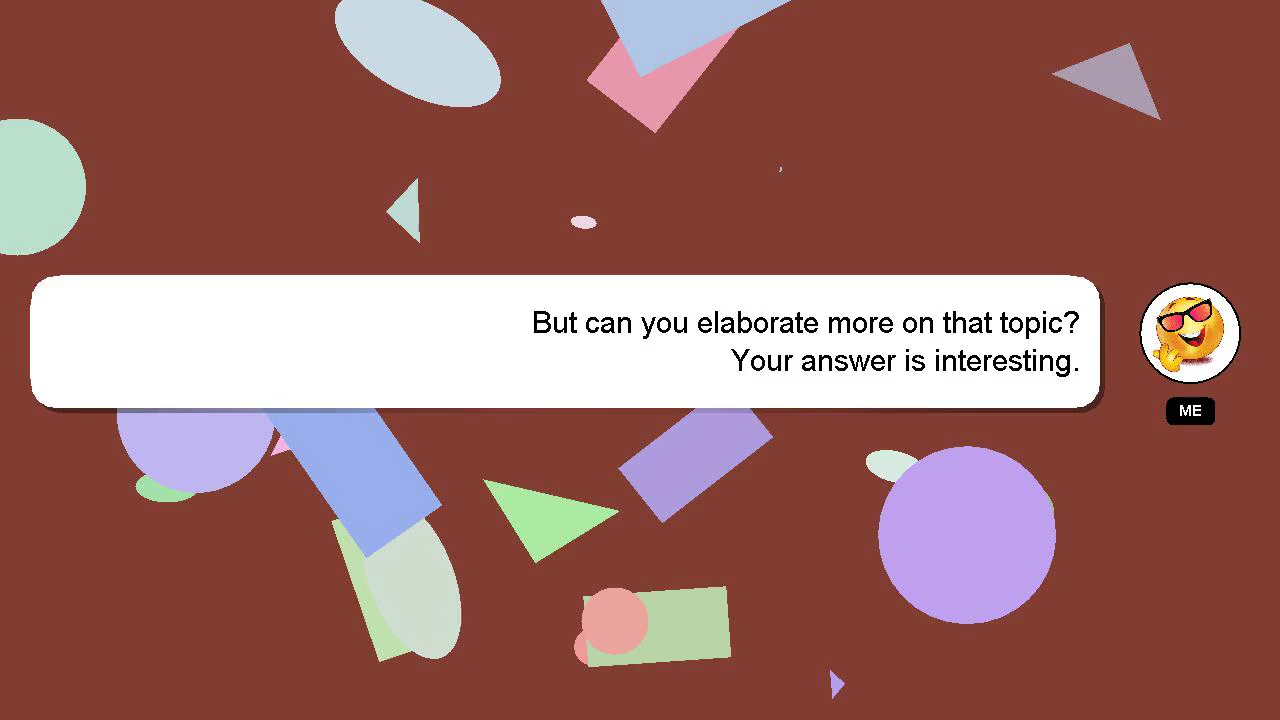 But can you elaborate more on that topic?
Your answer is interesting.
ME